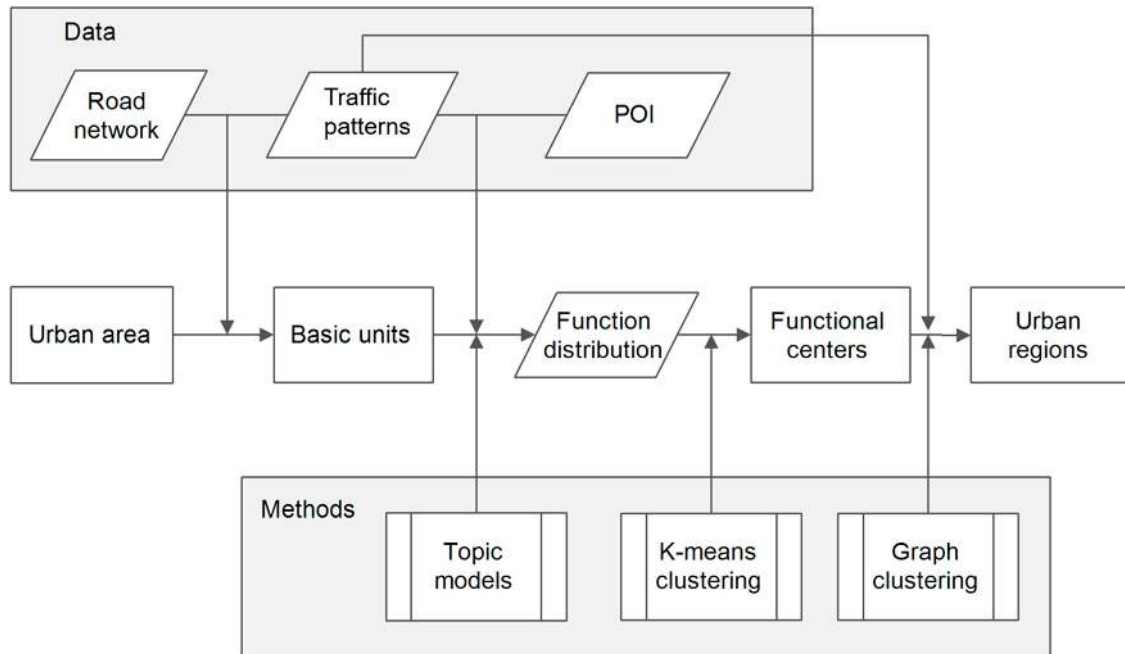 Data
Road
network
Traffic
patterns
POI
Urban area
Basic units
Function
distribution
Functional
centers
Urban
regions
Methods
Topic
models
K-means
clustering
Graph
clustering